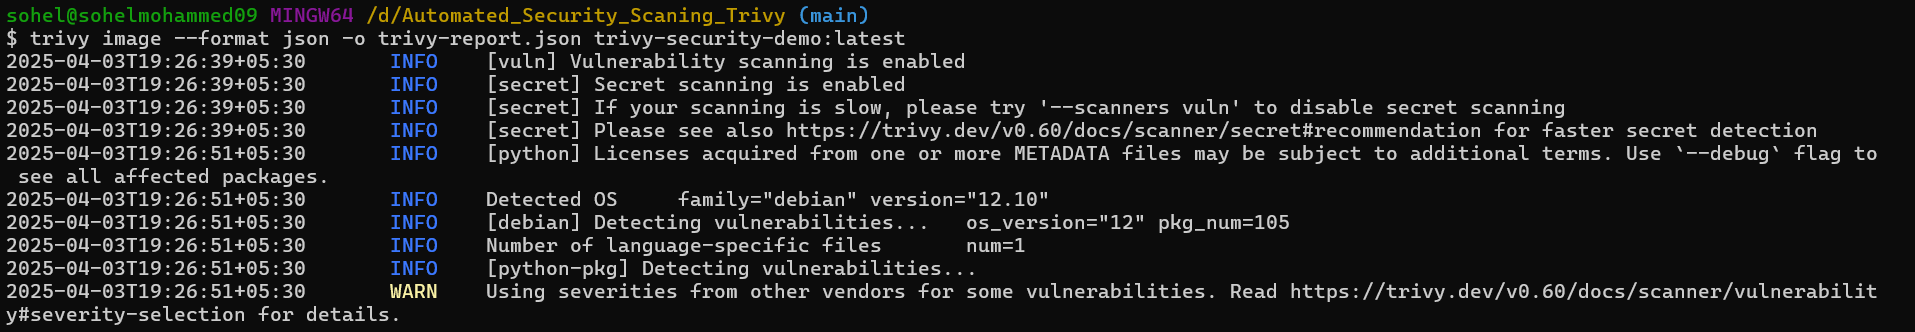 sohel@sohelmohammed09 MINGW64 /d/Automated_Security_Scaning_Trivy (main)
$ trivy image --format json -o trivy-report.json trivy-security-demo:latest
2025-04-03T19:26:39+05:30       INFO    [vuln] Vulnerability scanning is enabled
2025-04-03T19:26:39+05:30       INFO    [secret] Secret scanning is enabled
2025-04-03T19:26:39+05:30       INFO    [secret] If your scanning is slow, please try '--scanners vuln' to disable secret scanning
2025-04-03T19:26:39+05:30       INFO    [secret] Please see also https://trivy.dev/v0.60/docs/scanner/secret#recommendation for faster secret detection
2025-04-03T19:26:51+05:30       INFO    [python] Licenses acquired from one or more METADATA files may be subject to additional terms. Use `--debug` flag to
 see all affected packages.
2025-04-03T19:26:51+05:30       INFO    Detected OS     family="debian" version="12.10"
2025-04-03T19:26:51+05:30       INFO    [debian] Detecting vulnerabilities...   os_version="12" pkg_num=105
2025-04-03T19:26:51+05:30       INFO    Number of language-specific files       num=1
2025-04-03T19:26:51+05:30       INFO    [python-pkg] Detecting vulnerabilities...
2025-04-03T19:26:51+05:30       WARN    Using severities from other vendors for some vulnerabilities. Read https://trivy.dev/v0.60/docs/scanner/vulnerabilit
y#severity-selection for details.